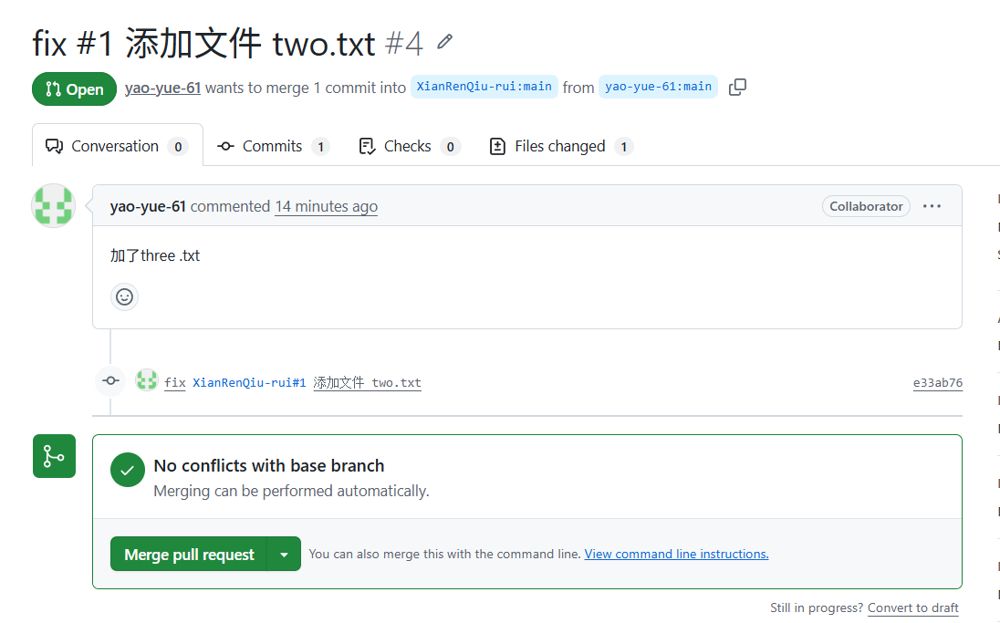 fix #1 添加文件 two.txt #4
Open yao-yue-61 wants to merge 1 commit into XianRenQiu-rui:main from yao-yue-61:main
Conversation 0 Commits 1 Checks 0 Files changed 1
yao-yue-61 commented 14 minutes ago Collaborator
加了three .txt
fix XianRenQiu-rui#1 添加文件 two.txt e33ab76
No conflicts with base branch
Merging can be performed automatically.
Merge pull request You can also merge this with the command line. View command line instructions.
Still in progress? Convert to draft